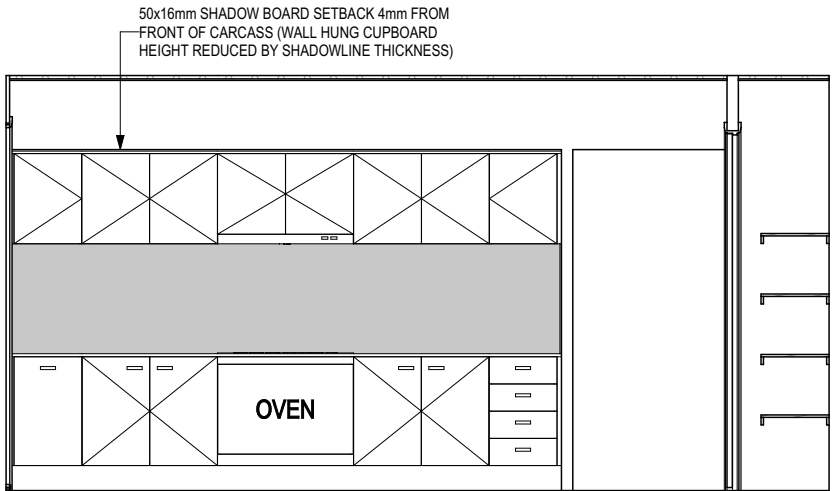 50x16mm SHADOW BOARD SETBACK 4mm FROM
FRONT OF CARCASS (WALL HUNG CUPBOARD
HEIGHT REDUCED BY SHADOWLINE THICKNESS)
OVEN